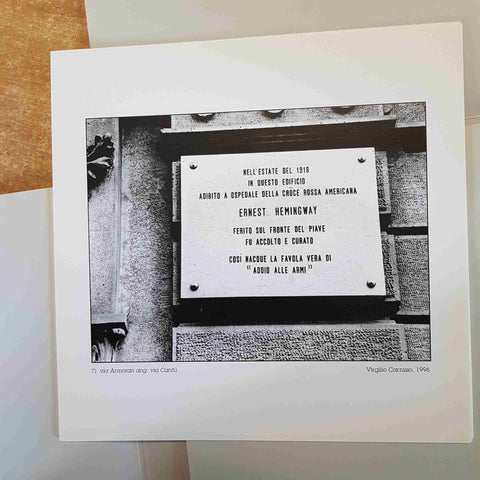 NELL'ESTATE DEL 1918
IN QUESTO EDIFICIO
ADIBITO A OSPEDALE DELLA CROCE ROSSA AMERICANA
ERNEST HEMINGWAY
FERITO SUL FRONTE DEL PIAVE
FU ACCOLTO E CURATO
COSÌ NACQUE LA FAVOLA VERA DI
"ADDIO ALLE ARMI"
7) via Armorari ang. via Cantù
Virgilio Carnisio, 1996